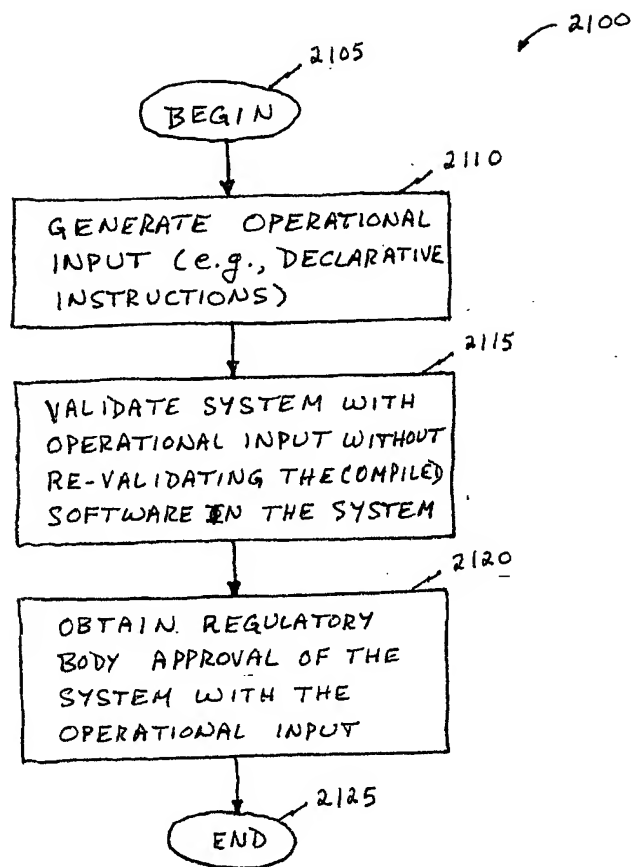 2100
2105
BEGIN
2110
GENERATE OPERATIONAL
INPUT (e.g., DECLARATIVE
INSTRUCTIONS)
2115
VALIDATE SYSTEM WITH
OPERATIONAL INPUT WITHOUT
RE-VALIDATING THE COMPILED
SOFTWARE IN THE SYSTEM
2120
OBTAIN REGULATORY
BODY APPROVAL OF THE
SYSTEM WITH THE
OPERATIONAL INPUT
2125
END